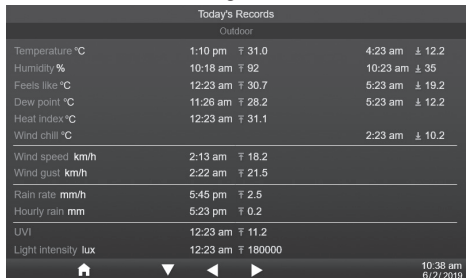 Today's Records
Outdoor
Temperature °C 1:10 pm ⤒ 31.0 4:23 am ⤓ 12.2
Humidity % 10:18 am ⤒ 92 10:23 am ⤓ 35
Feels like °C 12:23 am ⤒ 30.7 5:23 am ⤓ 19.2
Dew point °C 11:26 am ⤒ 28.2 5:23 am ⤓ 12.2
Heat index °C 12:23 am ⤒ 31.1
Wind chill °C 2:23 am ⤓ 10.2
Wind speed km/h 2:13 am ⤒ 18.2
Wind gust km/h 2:22 am ⤒ 21.5
Rain rate mm/h 5:45 pm ⤒ 2.5
Hourly rain mm 5:23 pm ⤒ 0.2
UVI 12:23 am ⤒ 11.2
Light intensity lux 12:23 am ⤒ 180000
10:38 am
6/2/2019